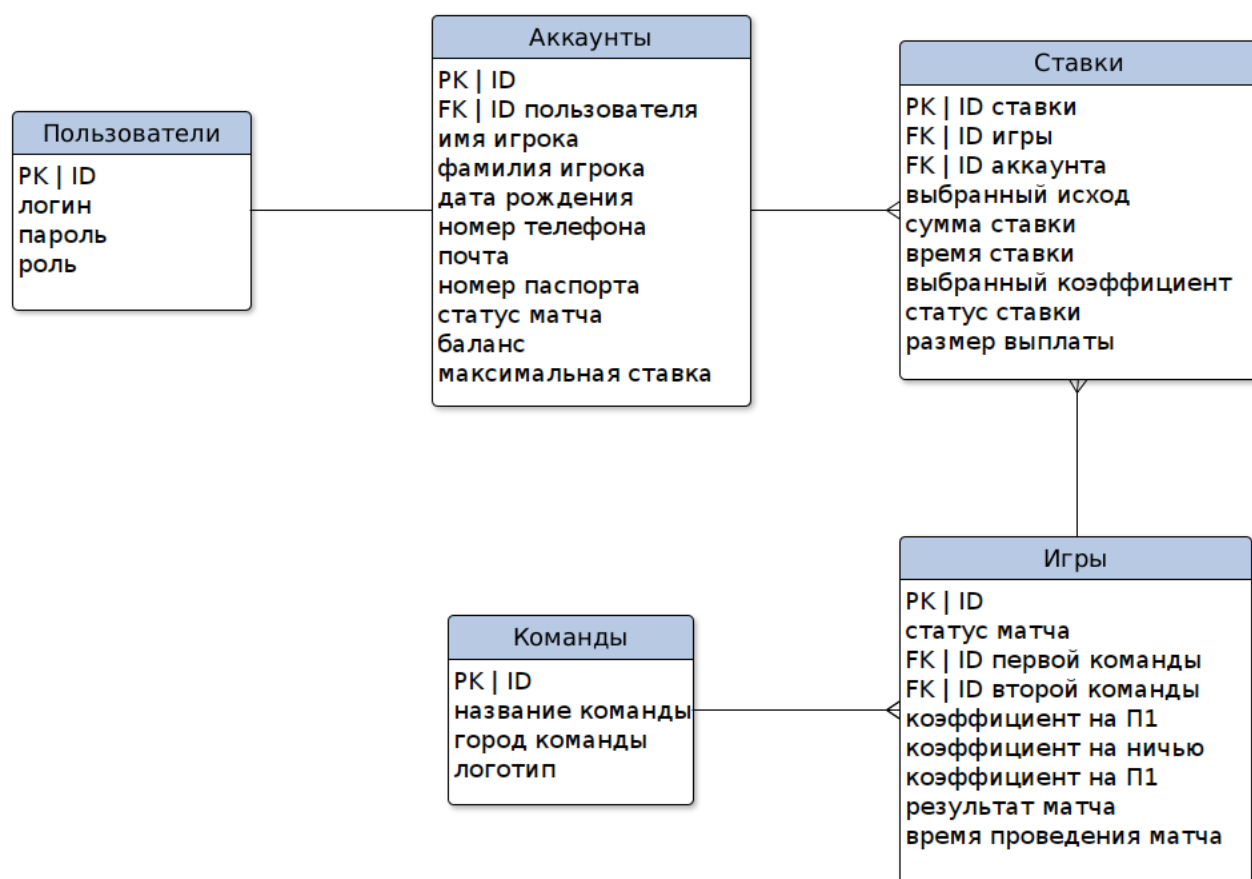 Пользователи
PK | ID
логин
пароль
роль
Аккаунты
PK | ID
FK | ID пользователя
имя игрока
фамилия игрока
дата рождения
номер телефона
почта
номер паспорта
статус матча
баланс
максимальная ставка
Ставки
PK | ID ставки
FK | ID игры
FK | ID аккаунта
выбранный исход
сумма ставки
время ставки
выбранный коэффициент
статус ставки
размер выплаты
Команды
PK | ID
название команды
город команды
логотип
Игры
PK | ID
статус матча
FK | ID первой команды
FK | ID второй команды
коэффициент на П1
коэффициент на ничью
коэффициент на П1
результат матча
время проведения матча